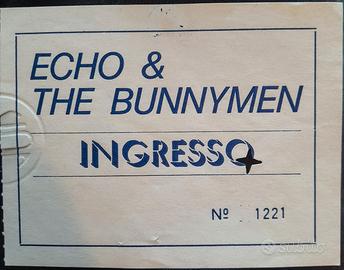 ECHO &
THE BUNNYMEN
INGRESSO
Nº 1221